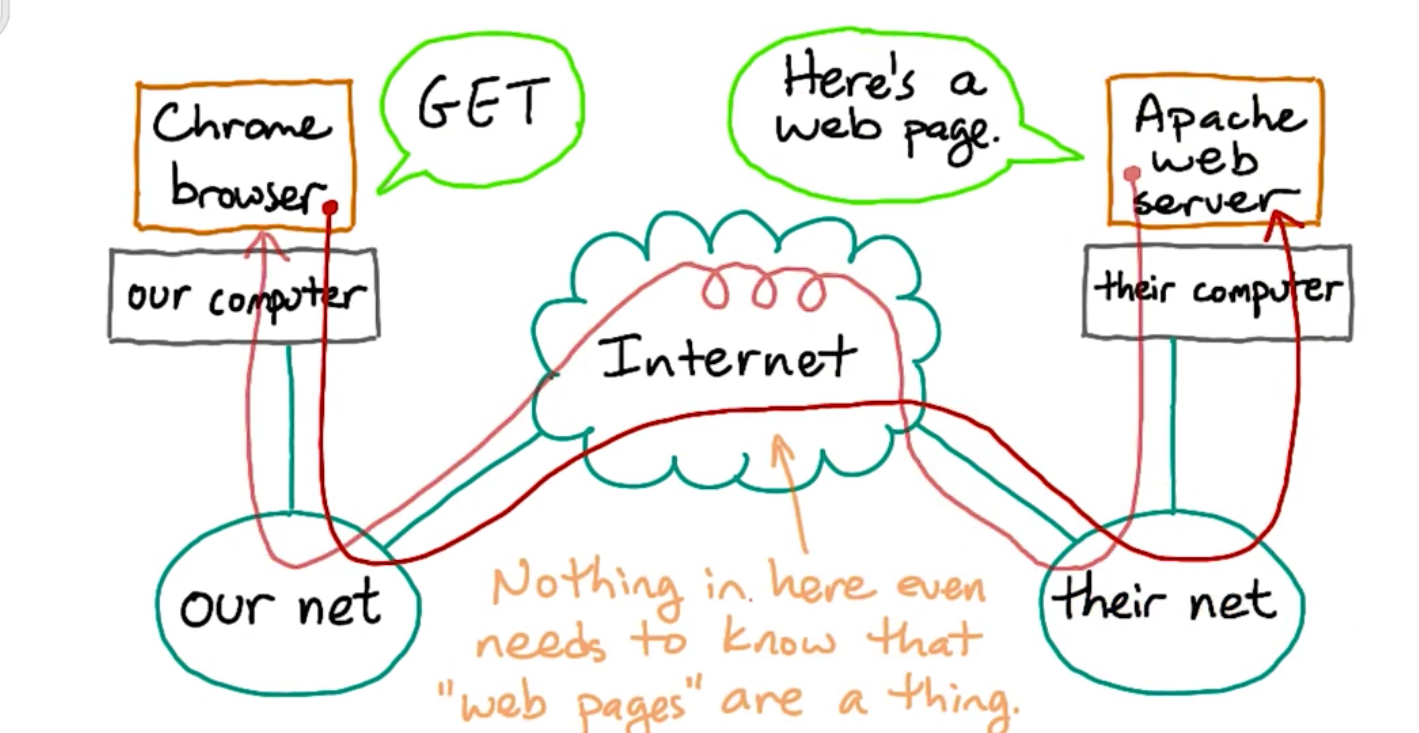 Chrome
browser
GET
Here's a
web page.
Apache
web
server
our computer
their computer
Internet
our net
their net
Nothing in here even
needs to know that
"web pages" are a thing.